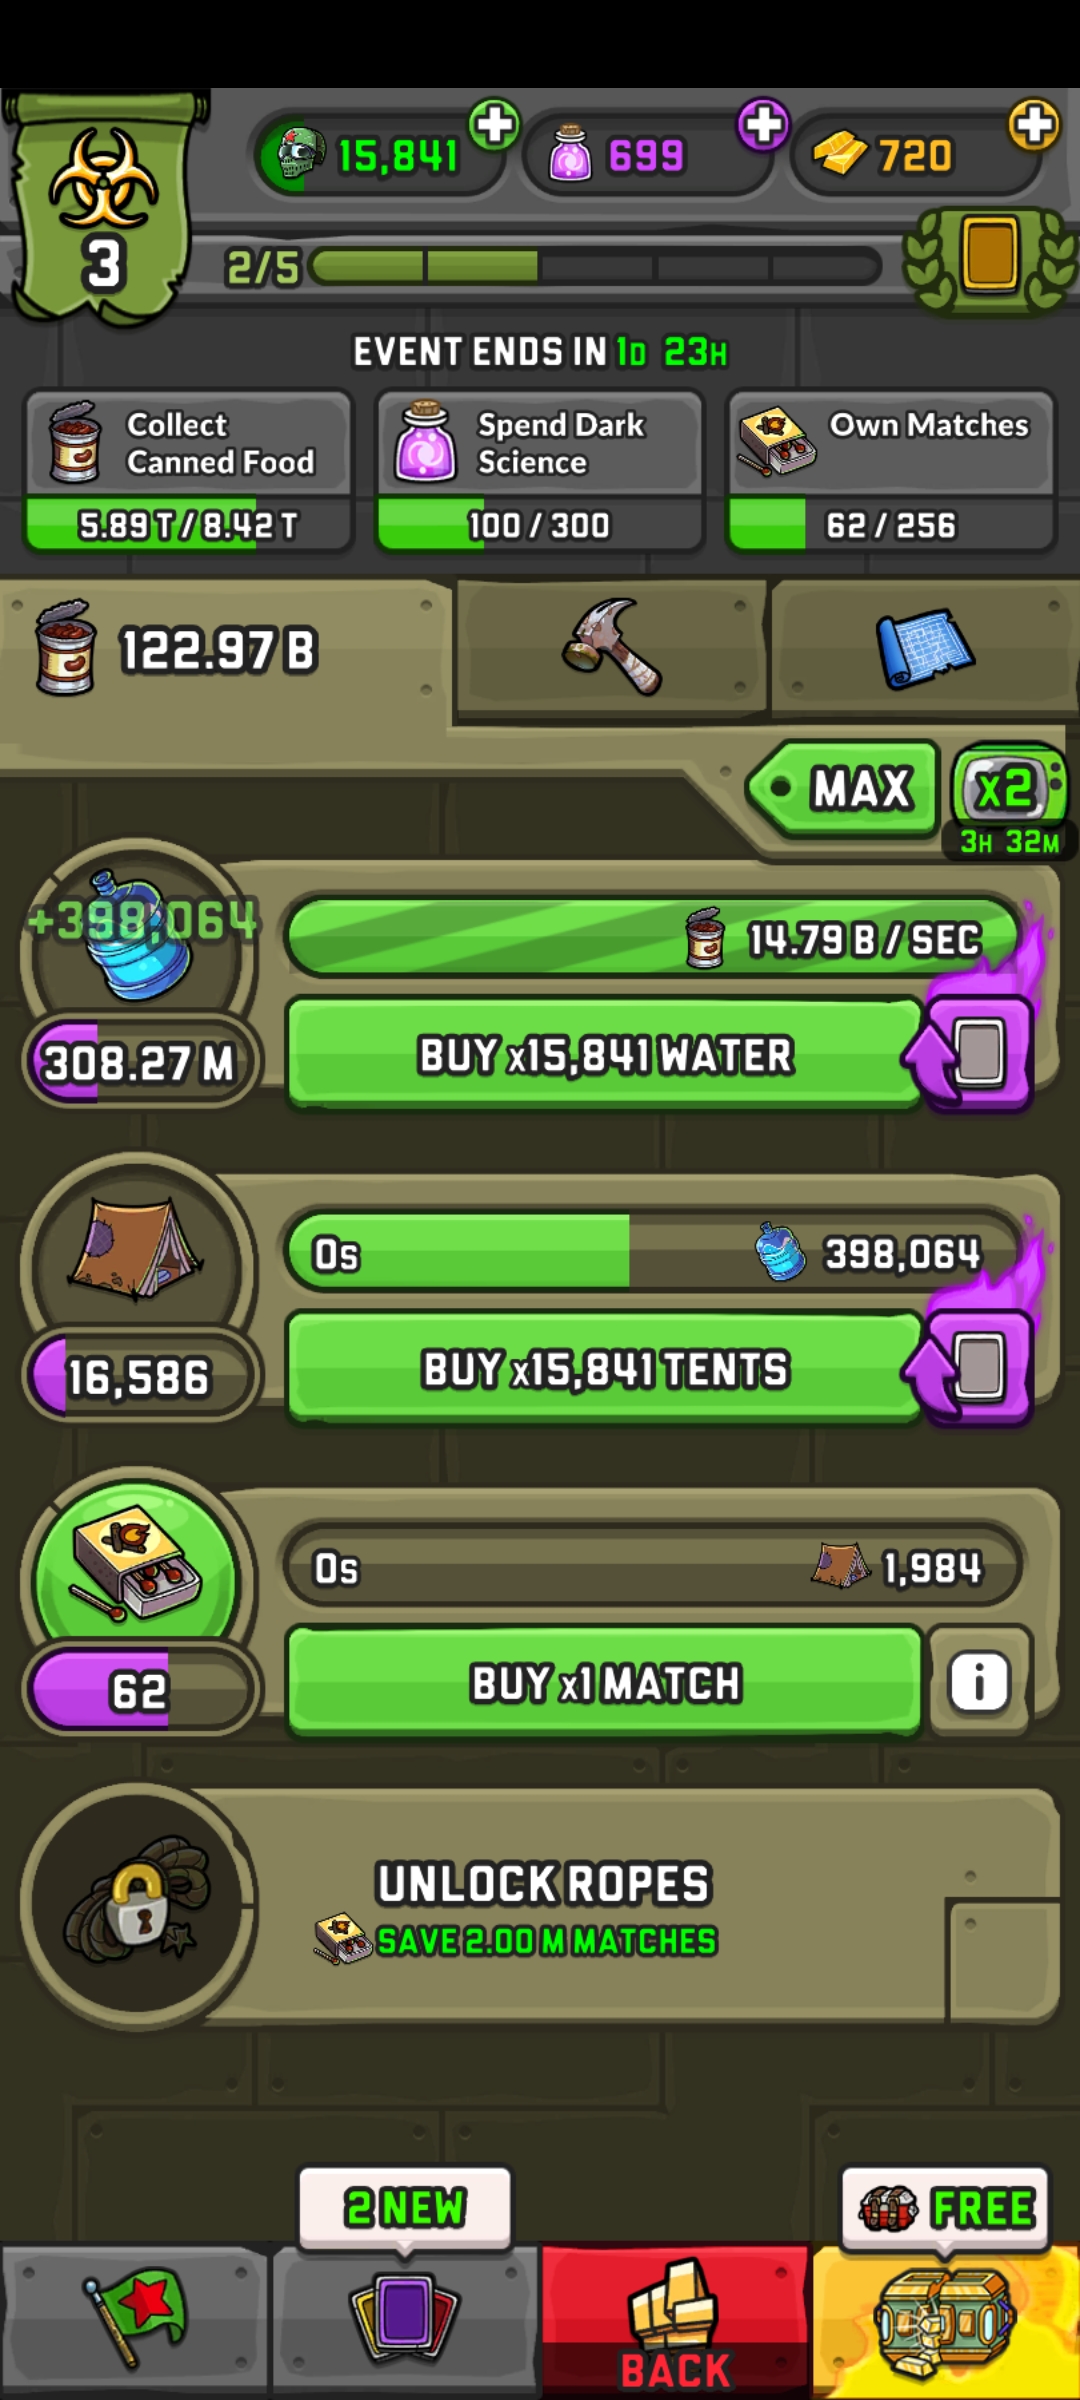 3
15,841
699
720
2/5
EVENT ENDS IN 1D 23H
Collect
Canned Food
5.89 T / 8.42 T
Spend Dark
Science
100 / 300
Own Matches
62 / 256
122.97 B
MAX
x2
3H 32M
+398,064
14.79 B / SEC
308.27 M
BUY x15,841 WATER
0s
398,064
16,586
BUY x15,841 TENTS
0s
1,984
62
BUY x1 MATCH
i
UNLOCK ROPES
SAVE 2.00 M MATCHES
2 NEW
FREE
BACK